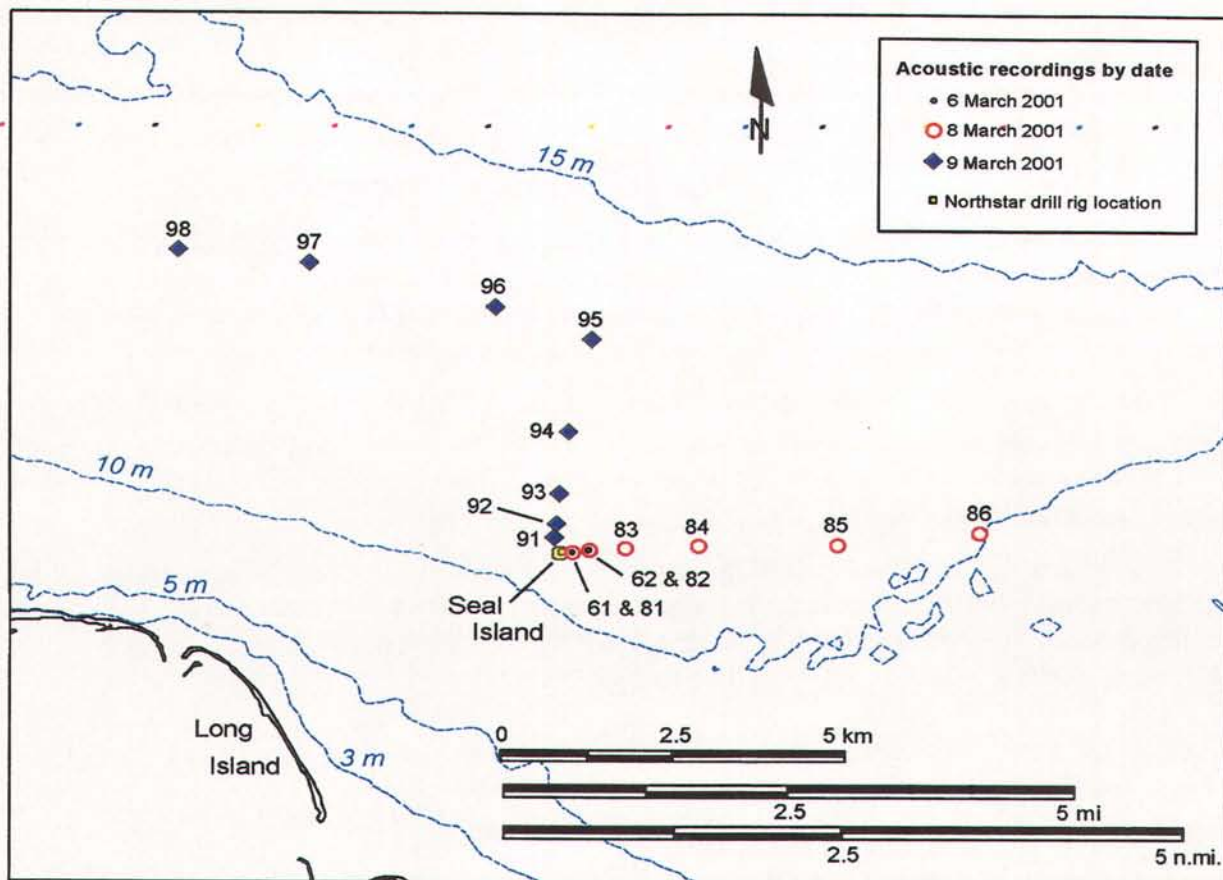 Acoustic recordings by date
6 March 2001
8 March 2001
9 March 2001
Northstar drill rig location
N
15 m
98
97
96
95
94
10 m
93
92
91
83
84
85
86
62 & 82
61 & 81
Seal
Island
5 m
Long
Island
3 m
0 2.5 5 km
2.5 5 mi
2.5 5 n.mi.